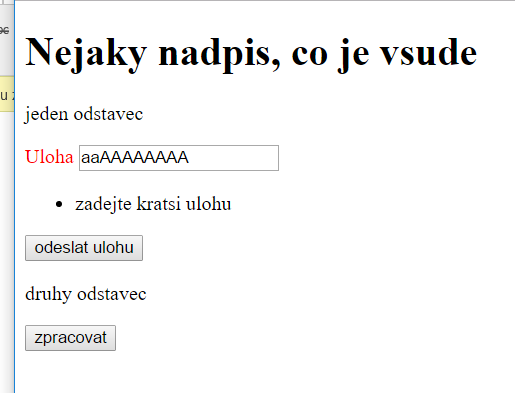 Nejaky nadpis, co je vsude
jeden odstavec
Uloha aaAAAAAAAA
zadejte kratsi ulohu
odeslat ulohu
druhy odstavec
zpracovat